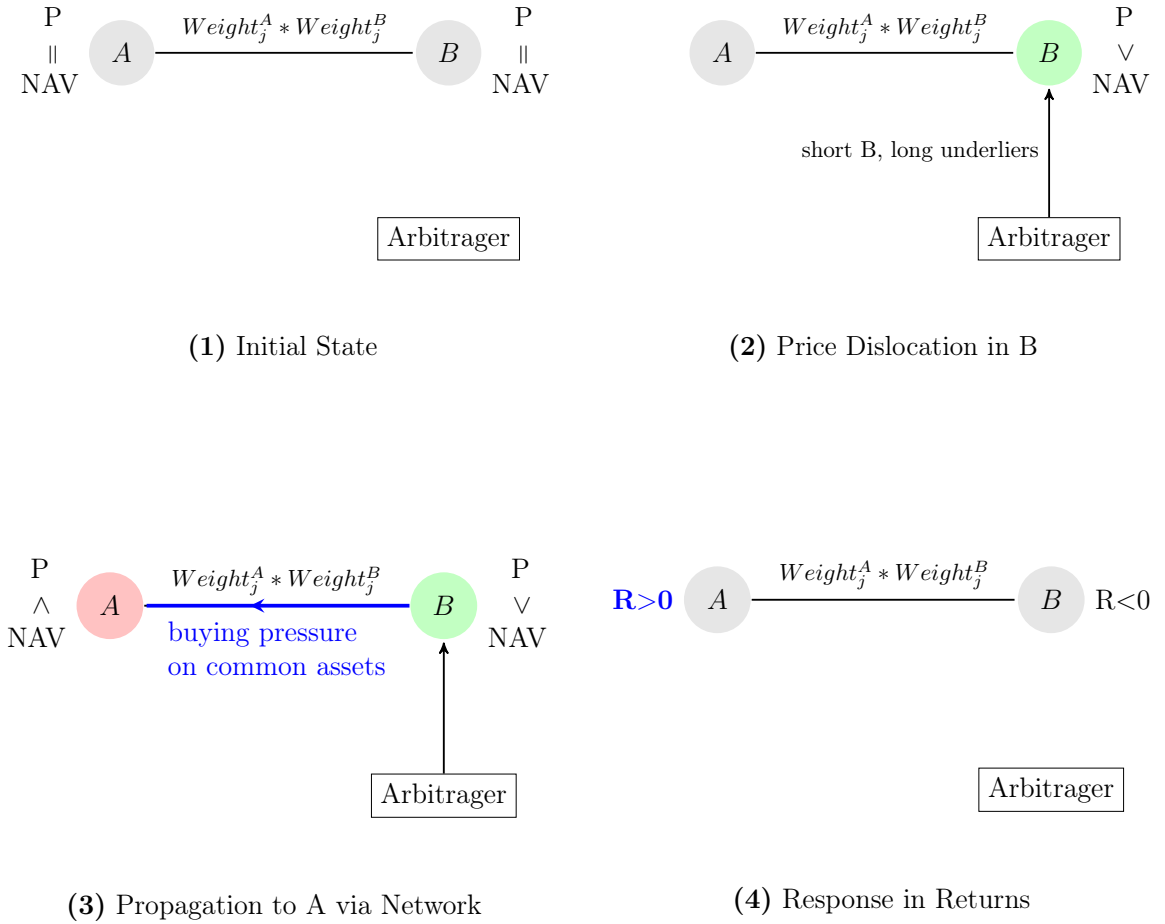 P
||
NAV
A
Weight_j^A * Weight_j^B
B
P
||
NAV
Arbitrager
(1) Initial State
A
Weight_j^A * Weight_j^B
B
P
∨
NAV
short B, long underliers
Arbitrager
(2) Price Dislocation in B
P
∧
NAV
A
Weight_j^A * Weight_j^B
B
P
∨
NAV
buying pressure
on common assets
Arbitrager
(3) Propagation to A via Network
R>0
A
Weight_j^A * Weight_j^B
B
R<0
Arbitrager
(4) Response in Returns